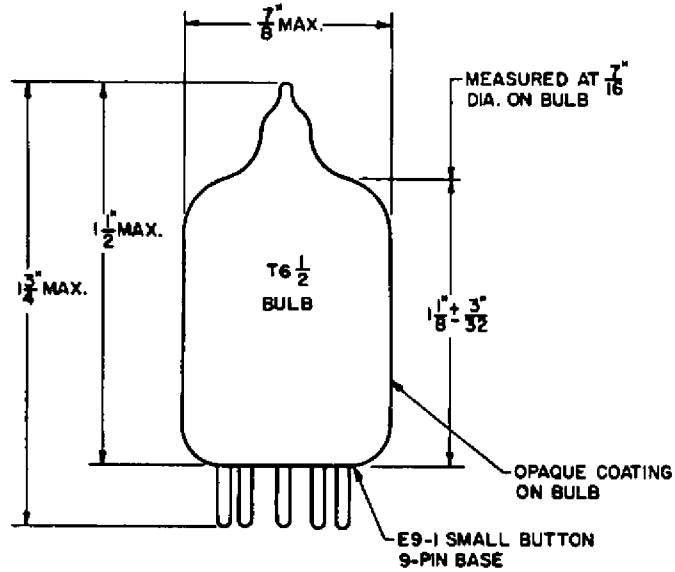 7/8" MAX.
MEASURED AT 7/16"
DIA. ON BULB
1 1/2" MAX.
1 3/4" MAX.
T6 1/2
BULB
1 1/8" ± 3/32"
OPAQUE COATING
ON BULB
E9-1 SMALL BUTTON
9-PIN BASE